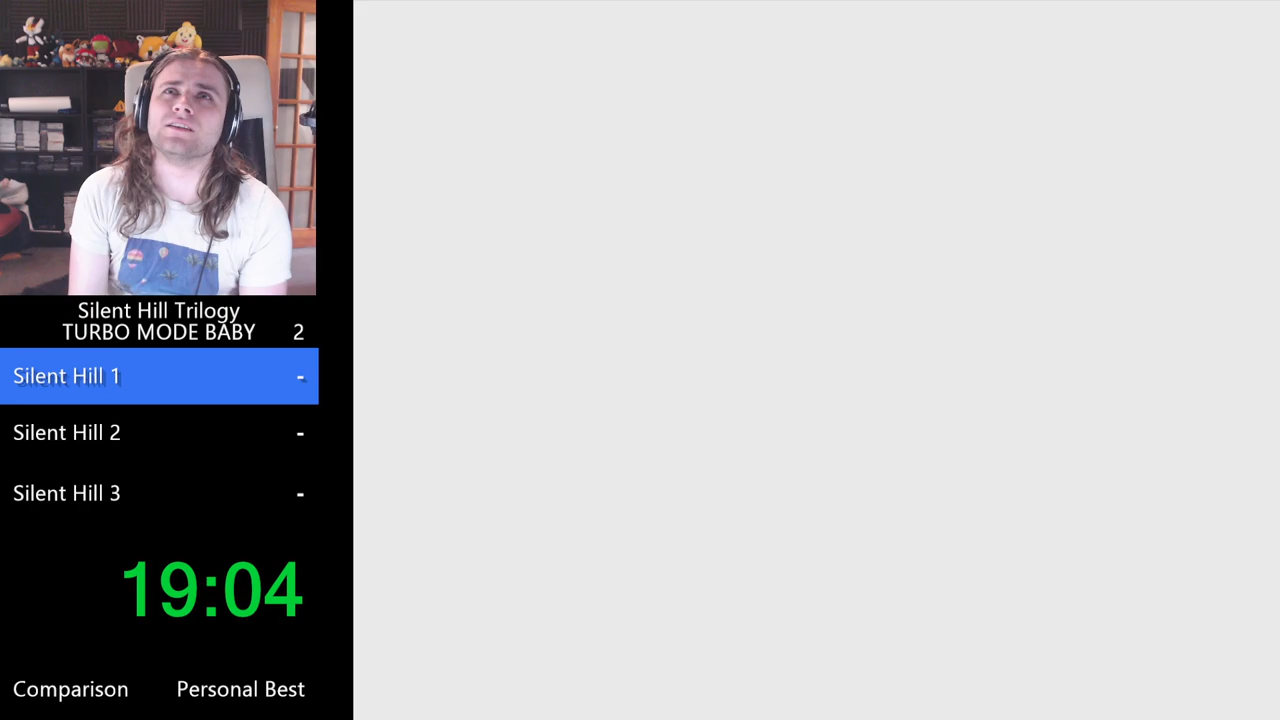 Silent Hill Trilogy
TURBO MODE BABY 2
Silent Hill 1 -
Silent Hill 2 -
Silent Hill 3 -
19:04
Comparison Personal Best